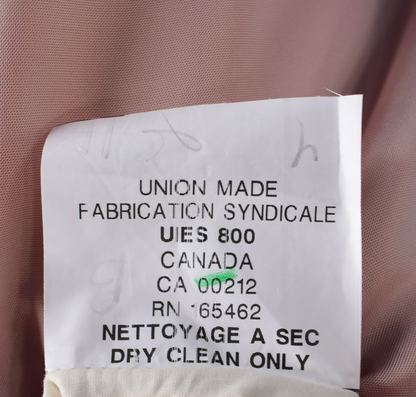 UNION MADE
FABRICATION SYNDICALE
UIES 800
CANADA
CA 00212
RN 165462
NETTOYAGE A SEC
DRY CLEAN ONLY